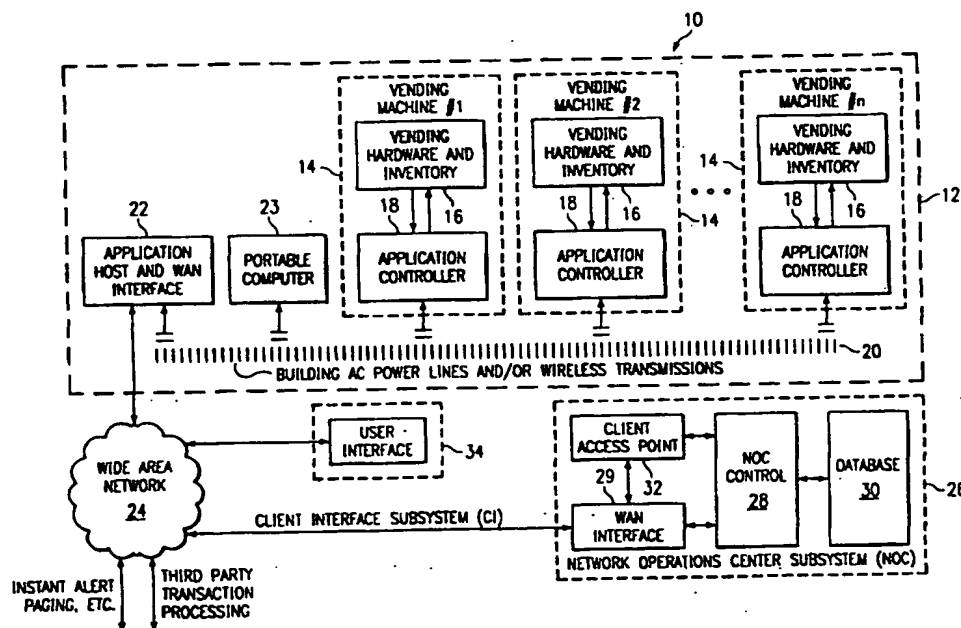 10
VENDING
MACHINE #1
VENDING
HARDWARE AND
INVENTORY
14
18
16
APPLICATION
CONTROLLER
VENDING
MACHINE #2
VENDING
HARDWARE AND
INVENTORY
14
18
16
APPLICATION
CONTROLLER
VENDING
MACHINE #n
VENDING
HARDWARE AND
INVENTORY
14
18
16
APPLICATION
CONTROLLER
12
22
APPLICATION
HOST AND WAN
INTERFACE
23
PORTABLE
COMPUTER
20
BUILDING AC POWER LINES AND/OR WIRELESS TRANSMISSIONS
WIDE AREA
NETWORK
24
USER
INTERFACE
34
CLIENT INTERFACE SUBSYSTEM (CI)
CLIENT
ACCESS POINT
29
32
WAN
INTERFACE
NOC
CONTROL
28
DATABASE
30
26
NETWORK OPERATIONS CENTER SUBSYSTEM (NOC)
INSTANT ALERT
PAGING, ETC.
THIRD PARTY
TRANSACTION
PROCESSING